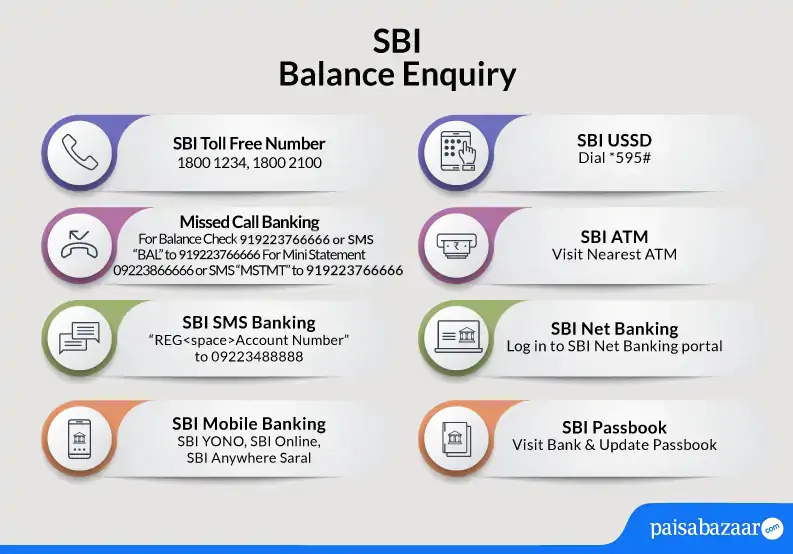 SBI
Balance Enquiry
SBI Toll Free Number
1800 1234, 1800 2100
SBI USSD
Dial *595#
Missed Call Banking
For Balance Check 919223766666 or SMS
“BAL” to 919223766666 For Mini Statement
09223866666 or SMS “MSTMT” to 919223766666
SBI ATM
Visit Nearest ATM
SBI SMS Banking
“REG<space>Account Number”
to 09223488888
SBI Net Banking
Log in to SBI Net Banking portal
SBI Mobile Banking
SBI YONO, SBI Online,
SBI Anywhere Saral
SBI Passbook
Visit Bank & Update Passbook
paisabazaar.com